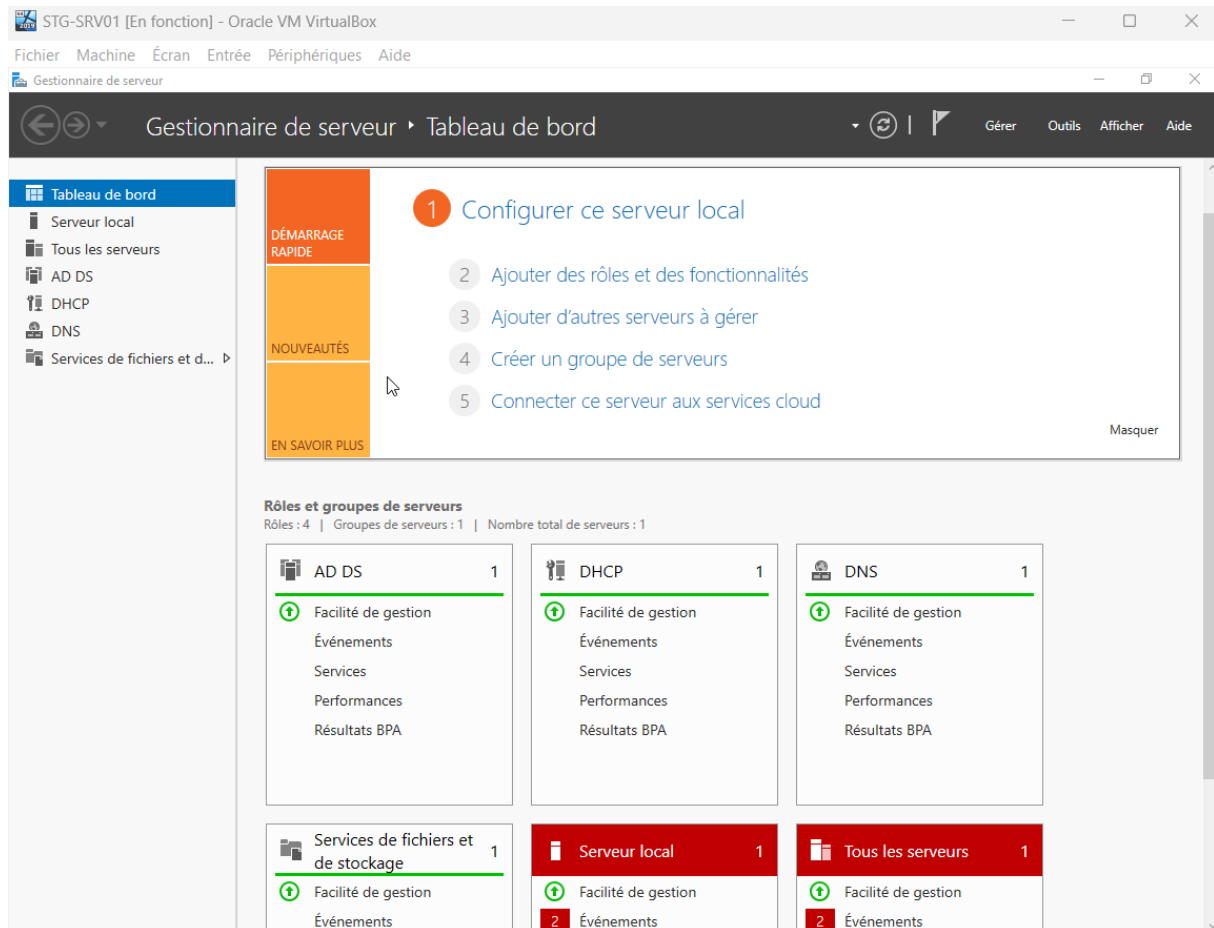 STG-SRV01 [En fonction] - Oracle VM VirtualBox
Fichier Machine Écran Entrée Périphériques Aide
Gestionnaire de serveur
Gestionnaire de serveur Tableau de bord
Gérer Outils Afficher Aide
Tableau de bord
Serveur local
Tous les serveurs
AD DS
DHCP
DNS
Services de fichiers et d...
DÉMARRAGE
RAPIDE
NOUVEAUTÉS
EN SAVOIR PLUS
1 Configurer ce serveur local
2 Ajouter des rôles et des fonctionnalités
3 Ajouter d'autres serveurs à gérer
4 Créer un groupe de serveurs
5 Connecter ce serveur aux services cloud
Masquer
Rôles et groupes de serveurs
Rôles : 4 | Groupes de serveurs : 1 | Nombre total de serveurs : 1
AD DS 1
Facilité de gestion
Événements
Services
Performances
Résultats BPA
DHCP 1
Facilité de gestion
Événements
Services
Performances
Résultats BPA
DNS 1
Facilité de gestion
Événements
Services
Performances
Résultats BPA
Services de fichiers et
de stockage 1
Facilité de gestion
Événements
Serveur local 1
Facilité de gestion
2 Événements
Tous les serveurs 1
Facilité de gestion
2 Événements